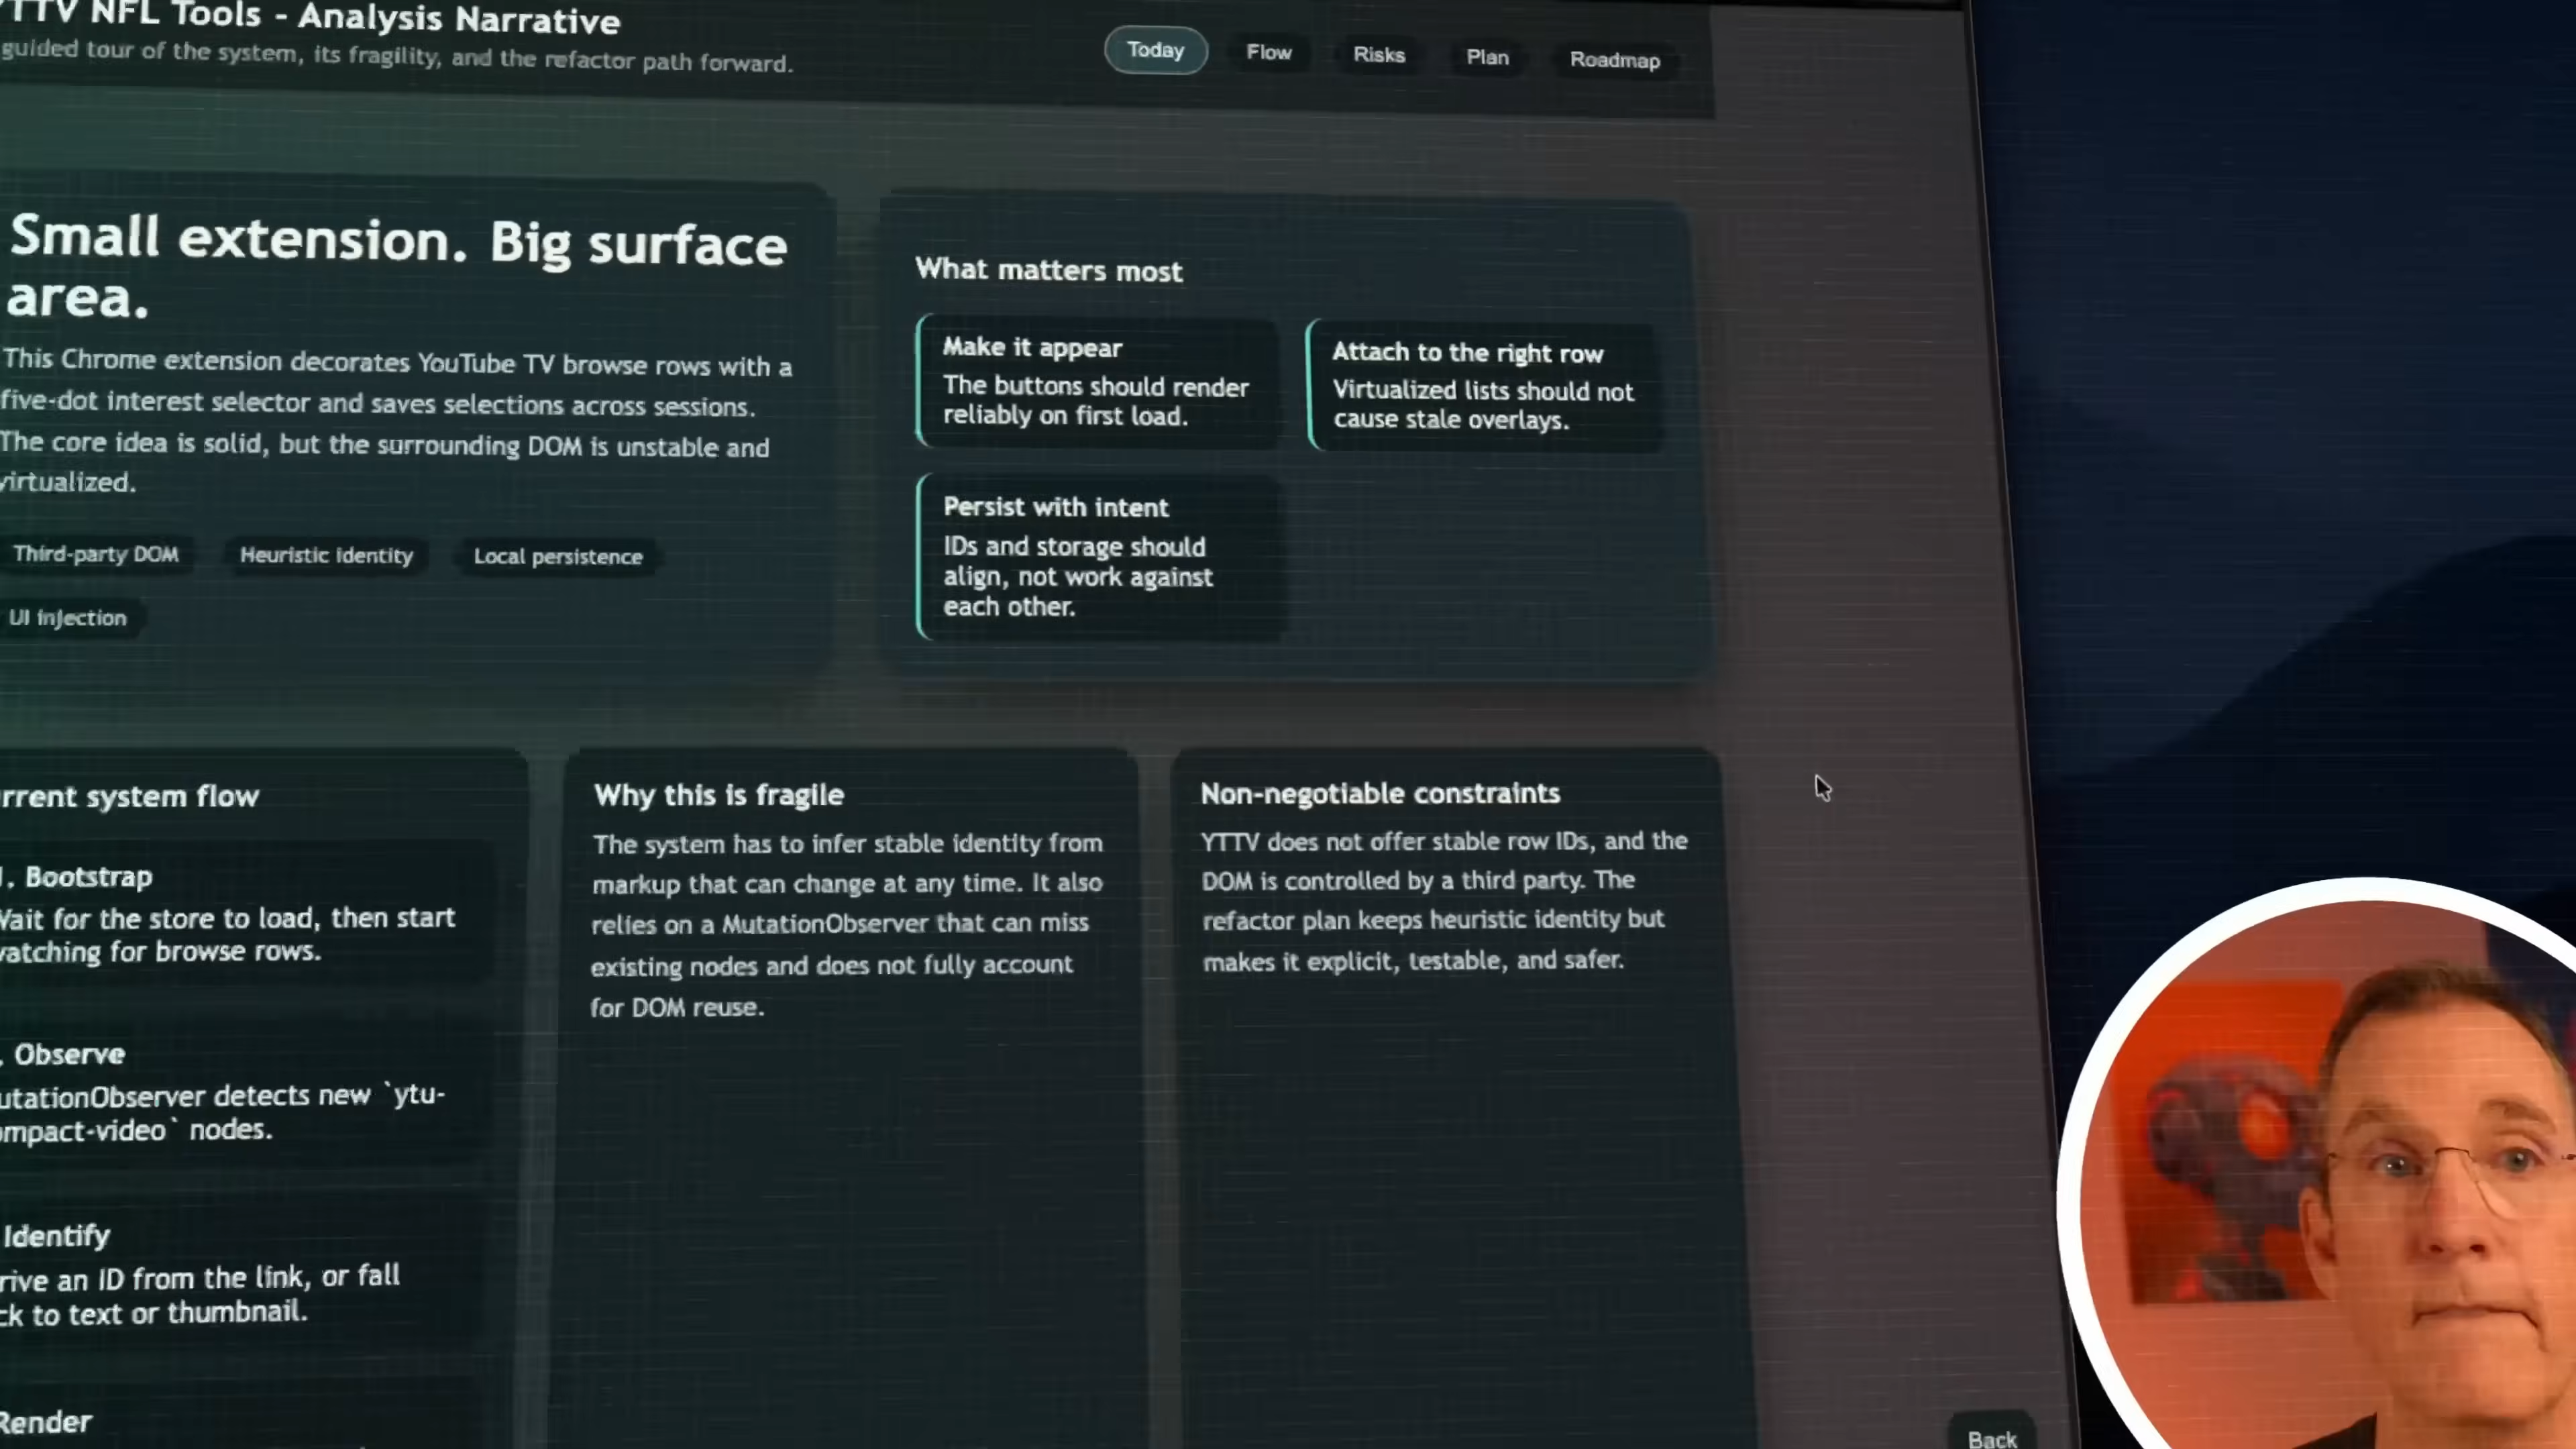 TTV NFL Tools - Analysis Narrative
guided tour of the system, its fragility, and the refactor path forward.
Today Flow Risks Plan Roadmap
Small extension. Big surface
area.
This Chrome extension decorates YouTube TV browse rows with a
five-dot interest selector and saves selections across sessions.
The core idea is solid, but the surrounding DOM is unstable and
virtualized.
Third-party DOM Heuristic identity Local persistence
UI injection
What matters most
Make it appear
The buttons should render
reliably on first load.
Attach to the right row
Virtualized lists should not
cause stale overlays.
Persist with intent
IDs and storage should
align, not work against
each other.
rrent system flow
1. Bootstrap
Wait for the store to load, then start
watching for browse rows.
. Observe
utationObserver detects new `ytu-
ompact-video` nodes.
Identify
rive an ID from the link, or fall
ck to text or thumbnail.
Render
Why this is fragile
The system has to infer stable identity from
markup that can change at any time. It also
relies on a MutationObserver that can miss
existing nodes and does not fully account
for DOM reuse.
Non-negotiable constraints
YTTV does not offer stable row IDs, and the
DOM is controlled by a third party. The
refactor plan keeps heuristic identity but
makes it explicit, testable, and safer.
Back